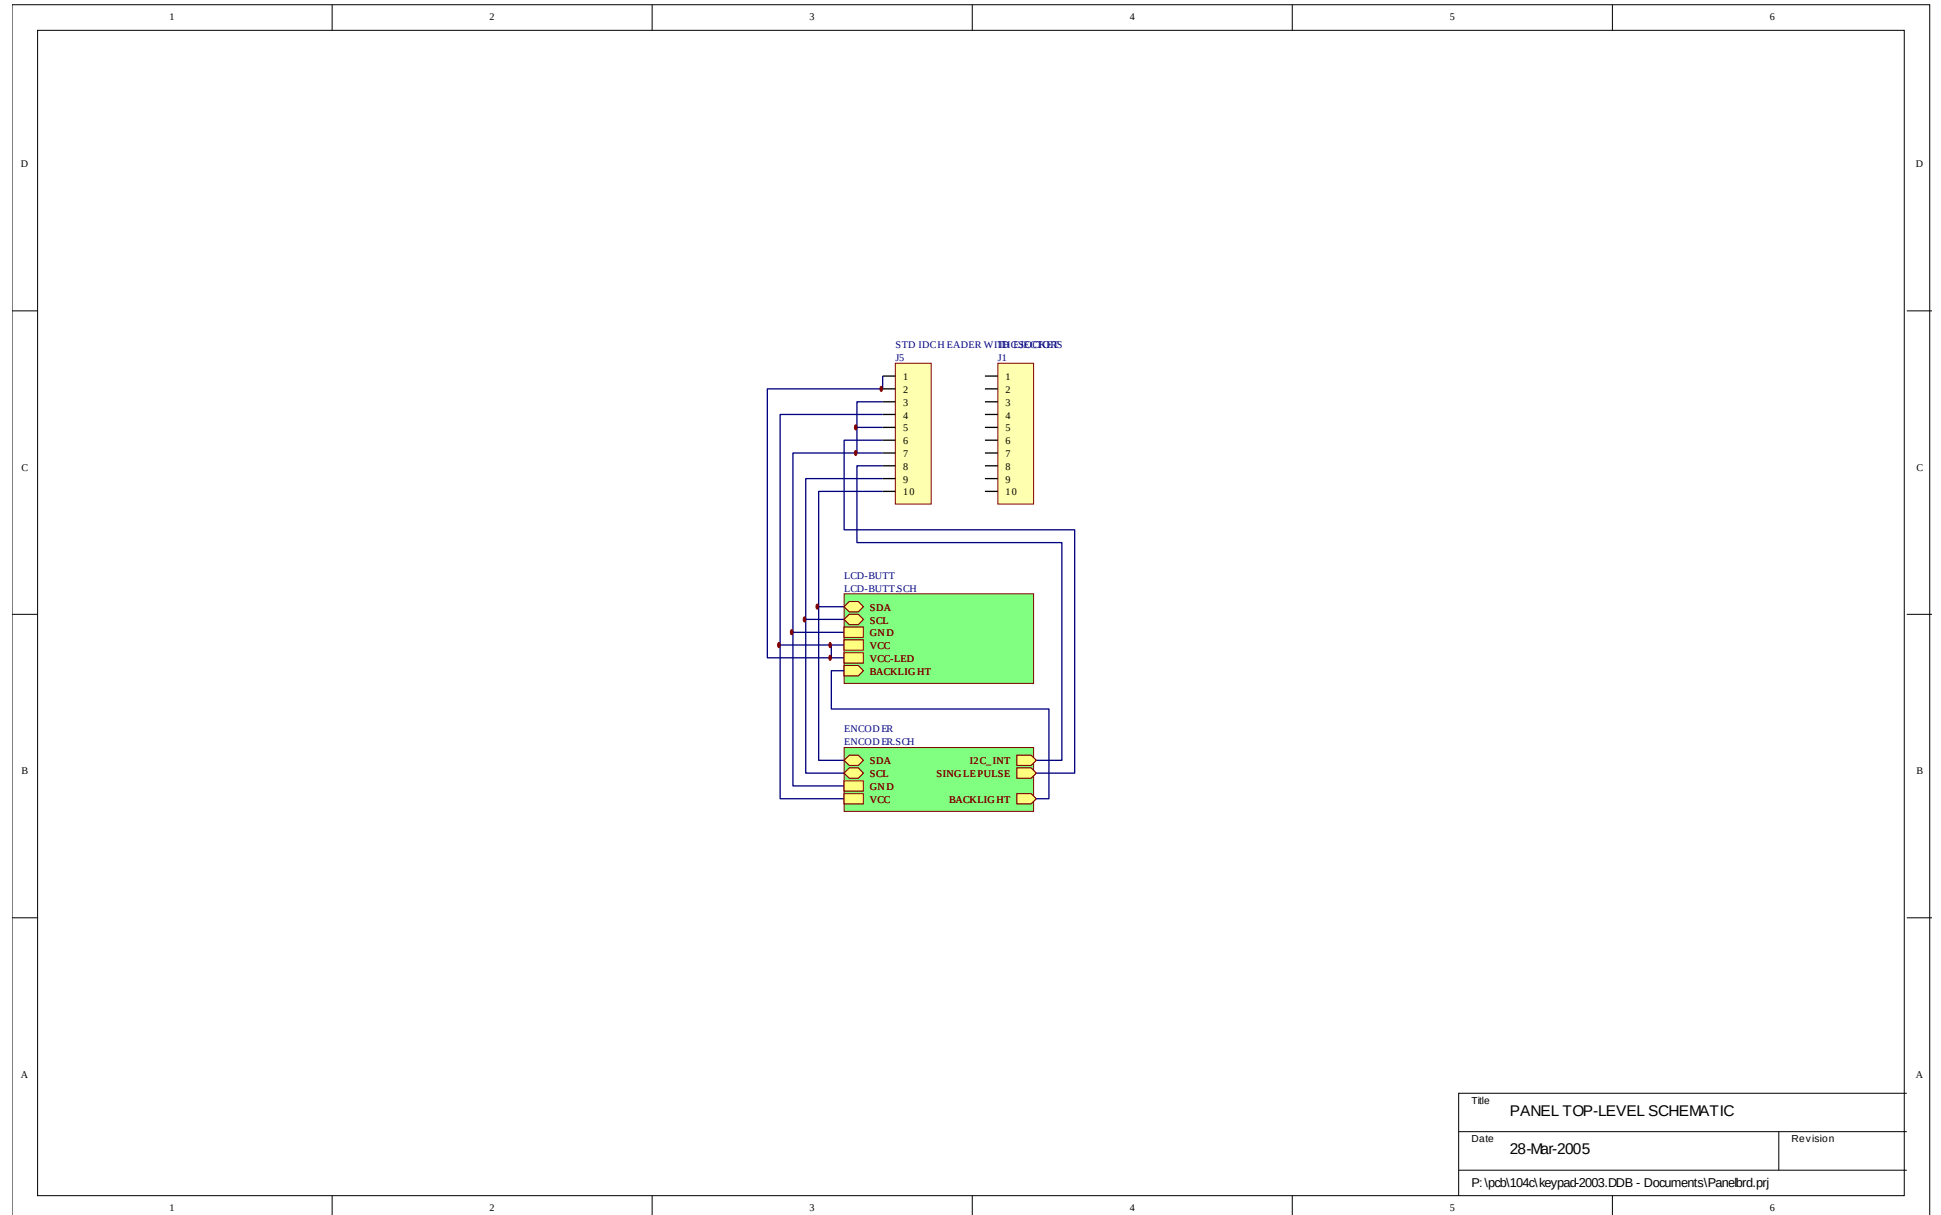 1 2 3 4 5 6
D D
STD IDC HEADER WITH EJECTORS
J5 J1
1 1
2 2
3 3
4 4
5 5
6 6
C 7 7 C
8 8
9 9
10 10
LCD-BUTT
LCD-BUTT.SCH
SDA
SCL
GND
VCC
VCC-LED
BACKLIGHT
ENCODER
ENCODER.SCH
SDA I2C_INT
B SCL SINGLEPULSE B
GND
VCC BACKLIGHT
A A
Title PANEL TOP-LEVEL SCHEMATIC
Date 28-Mar-2005 Revision
P:\pcb\104c\keypad-2003.DDB - Documents\Panelbrd.prj
1 2 3 4 5 6